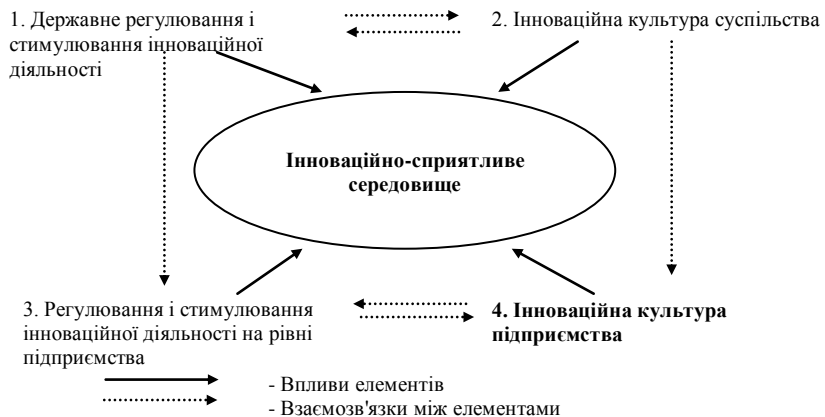 1. Державне регулювання і
стимулювання інноваційної
діяльності
2. Інноваційна культура суспільства
Інноваційно-сприятливе
середовище
3. Регулювання і стимулювання
інноваційної діяльності на рівні
підприємства
4. Інноваційна культура
підприємства
- Впливи елементів
- Взаємозв'язки між елементами